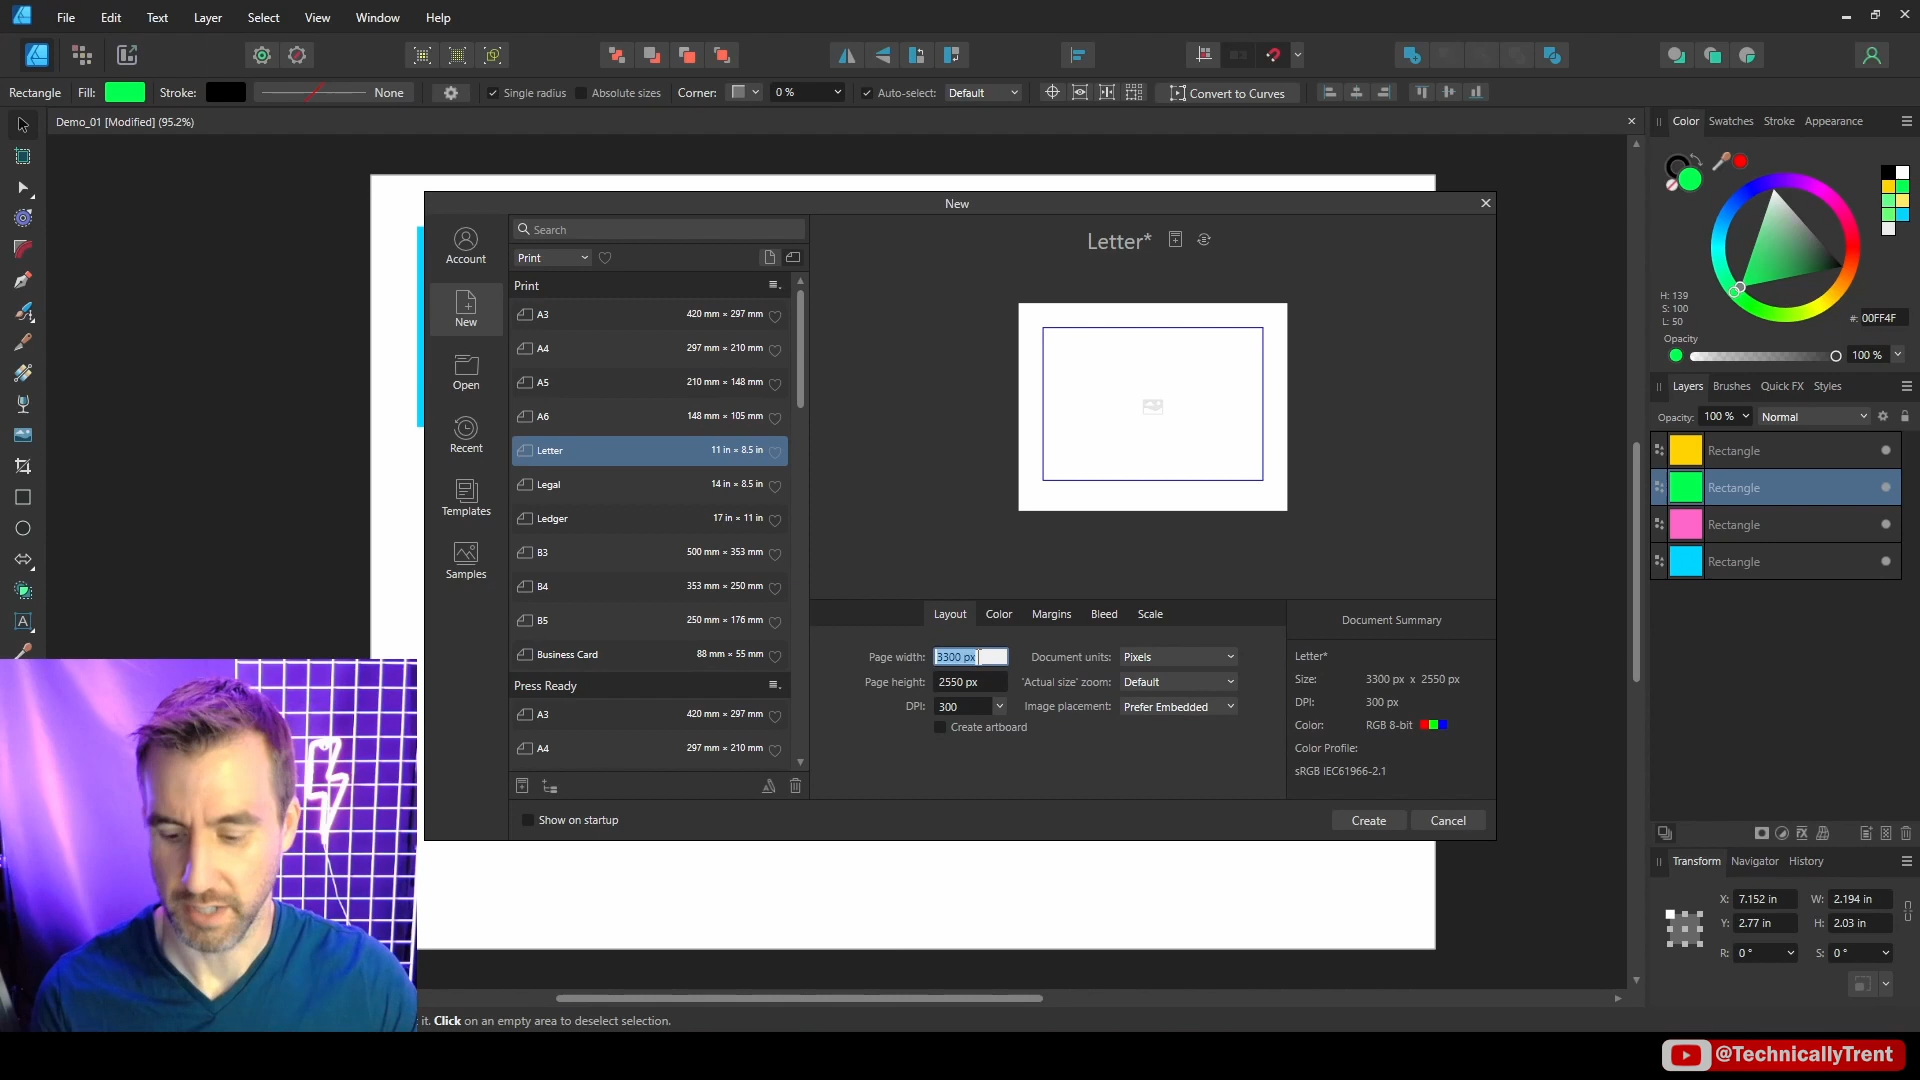 File Edit Text Layer Select View Window Help
Rectangle Fill: Stroke: None Single radius Absolute sizes Corner: 0 % Auto-select: Default Convert to Curves
Demo_01 [Modified] (95.2%)
New
Account
New
Open
Recent
Templates
Samples
Search
Print
Print
A3 420 mm × 297 mm
A4 297 mm × 210 mm
A5 210 mm × 148 mm
A6 148 mm × 105 mm
Letter 11 in × 8.5 in
Legal 14 in × 8.5 in
Ledger 17 in × 11 in
B3 500 mm × 353 mm
B4 353 mm × 250 mm
B5 250 mm × 176 mm
Business Card 88 mm × 55 mm
Press Ready
A3 420 mm × 297 mm
A4 297 mm × 210 mm
Show on startup
Letter*
Layout Color Margins Bleed Scale
Page width: 3300 px Document units: Pixels
Page height: 2550 px 'Actual size' zoom: Default
DPI: 300 Image placement: Prefer Embedded
Create artboard
Document Summary
Letter*
Size: 3300 px x 2550 px
DPI: 300 px
Color: RGB 8-bit
Color Profile:
sRGB IEC61966-2.1
Create Cancel
Color Swatches Stroke Appearance
H: 139
S: 100
L: 50
#: 00FF4F
Opacity
100 %
Layers Brushes Quick FX Styles
Opacity: 100 % Normal
Rectangle
Rectangle
Rectangle
Rectangle
Transform Navigator History
X: 7.152 in W: 2.194 in
Y: 2.77 in H: 2.03 in
R: 0 ° S: 0 °
it. Click on an empty area to deselect selection.
@TechnicallyTrent